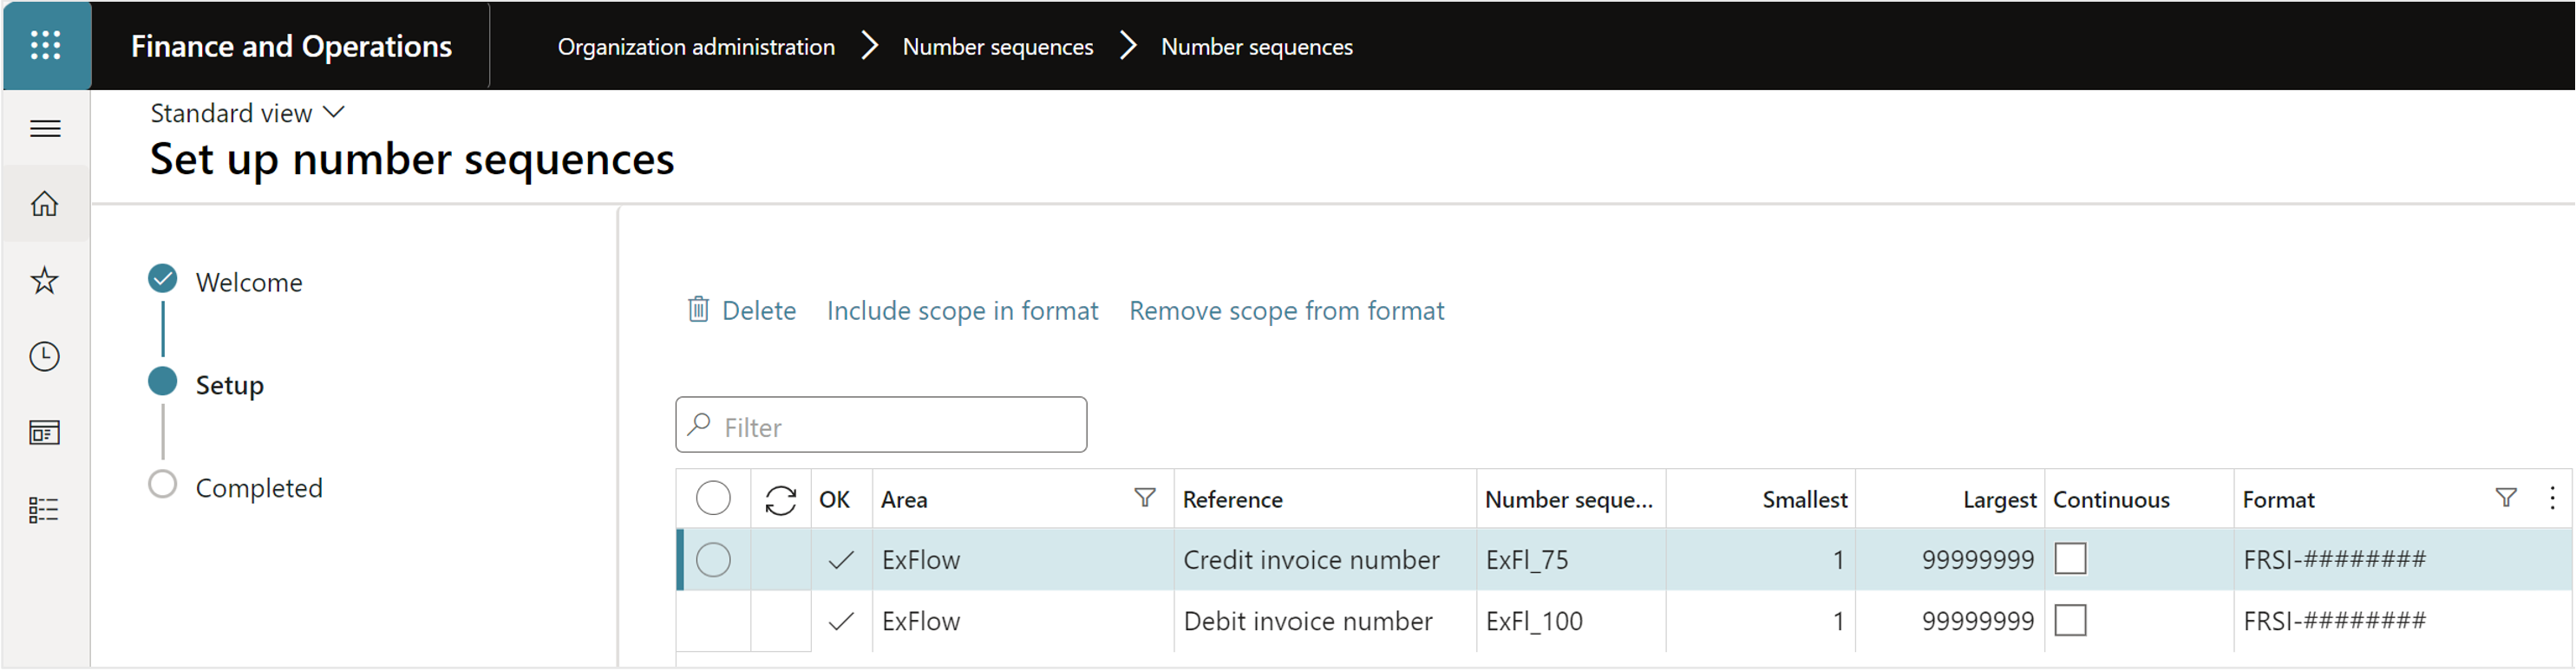 Finance and Operations Organization administration Number sequences Number sequences
Standard view
Set up number sequences
Welcome
Setup
Completed
Delete Include scope in format Remove scope from format
Filter
OK Area Reference Number seque... Smallest Largest Continuous Format
ExFlow Credit invoice number ExFl_75 1 99999999 FRSI-########
ExFlow Debit invoice number ExFl_100 1 99999999 FRSI-########